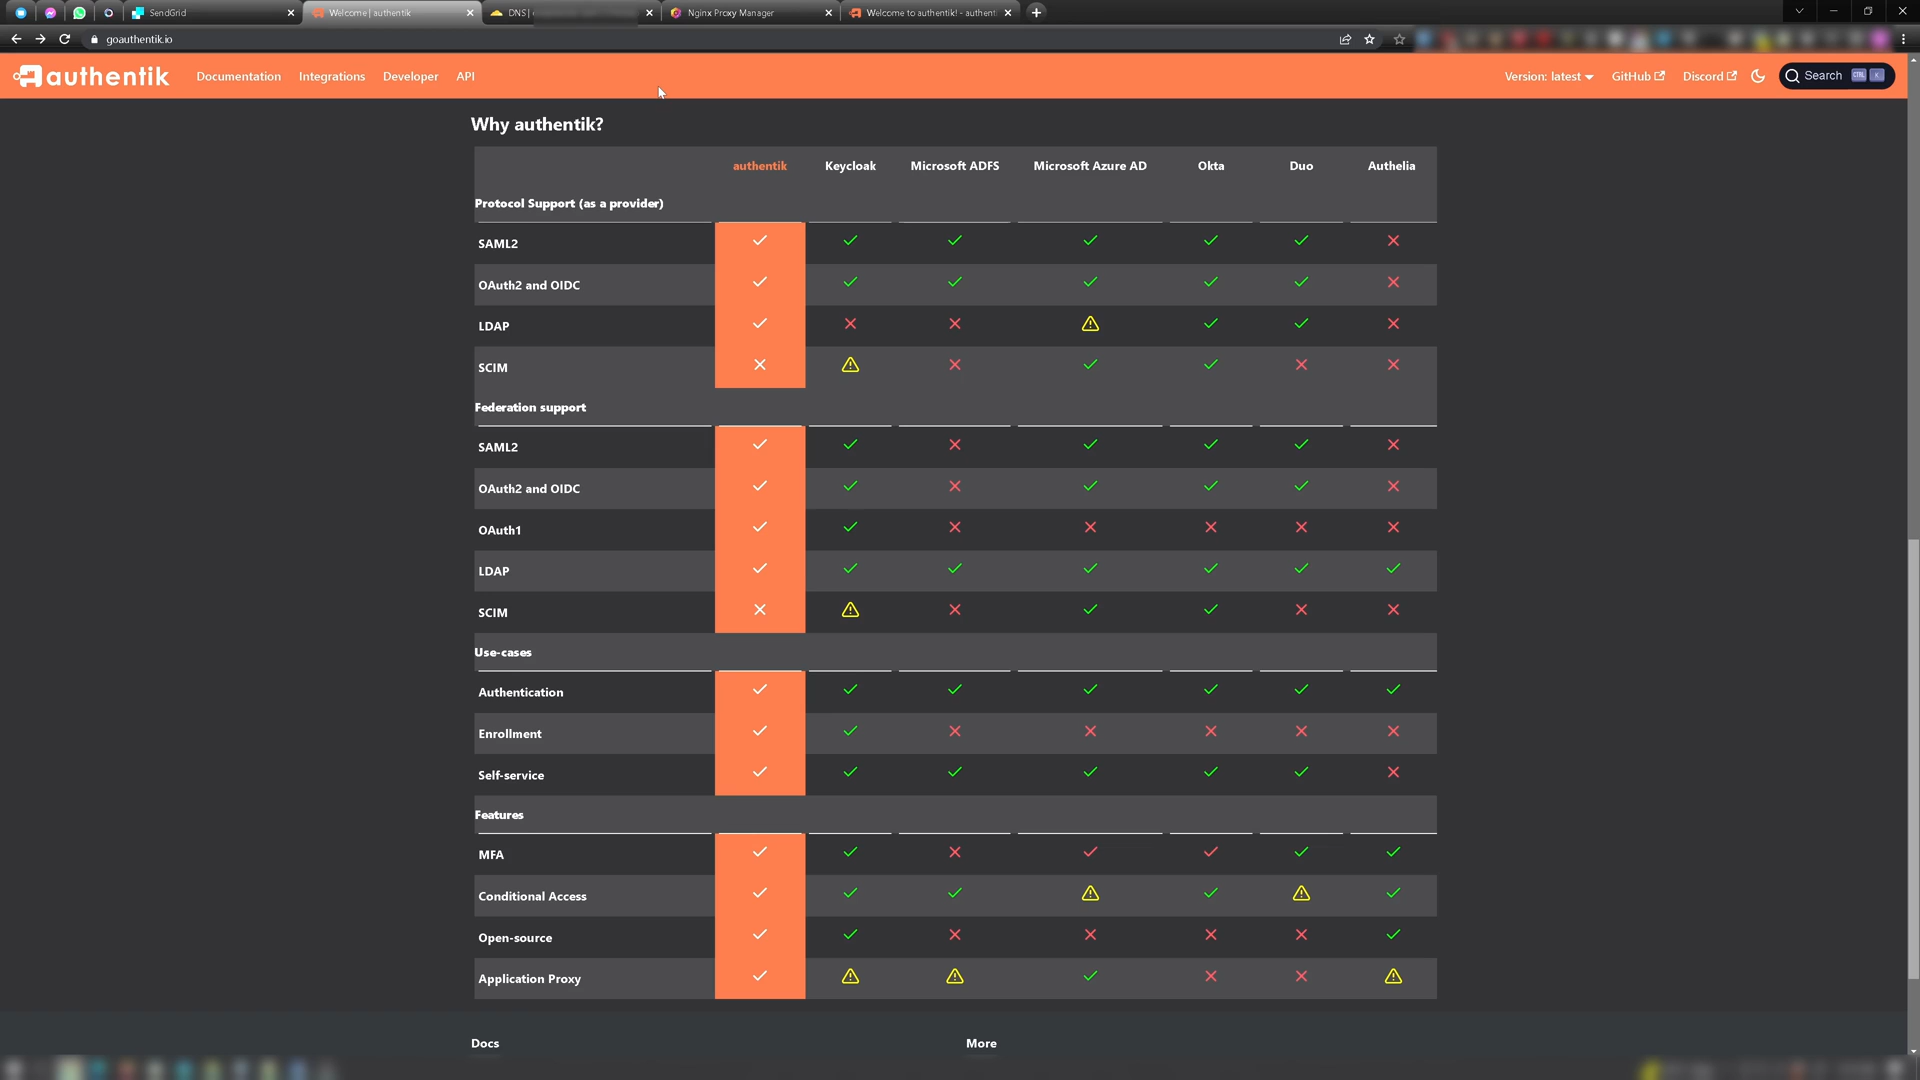 SendGrid
Welcome | authentik
DNS |
Nginx Proxy Manager
Welcome to authentik! - authenti
goauthentik.io
authentik
Documentation
Integrations
Developer
API
Version: latest
GitHub
Discord
Search
CTRL
K
Why authentik?
authentik Keycloak Microsoft ADFS Microsoft Azure AD Okta Duo Authelia
Protocol Support (as a provider)
SAML2
OAuth2 and OIDC
LDAP
SCIM
Federation support
SAML2
OAuth2 and OIDC
OAuth1
LDAP
SCIM
Use-cases
Authentication
Enrollment
Self-service
Features
MFA
Conditional Access
Open-source
Application Proxy
Docs
More